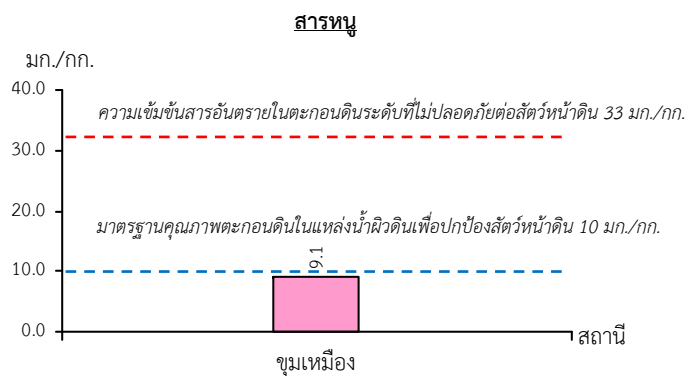 สารหนู
มก./กก.
40.0
ความเข้มข้นสารอันตรายในตะกอนดินระดับที่ไม่ปลอดภัยต่อสัตว์หน้าดิน 33 มก./กก.
30.0
20.0
มาตรฐานคุณภาพตะกอนดินในแหล่งน้ำผิวดินเพื่อปกป้องสัตว์หน้าดิน 10 มก./กก.
9.1
10.0
0.0
สถานี
ขุมเหมือง